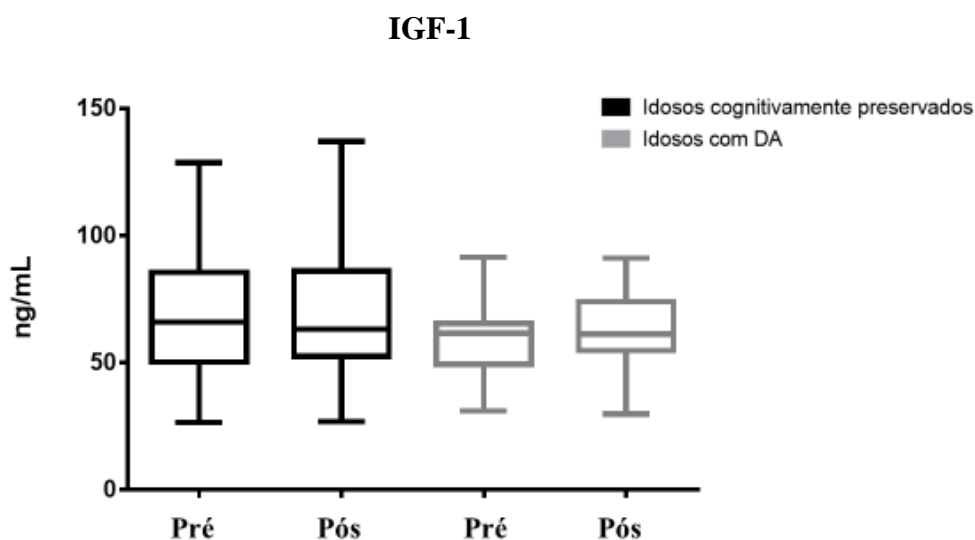 IGF-1
Idosos cognitivamente preservados
Idosos com DA
ng/mL
150
100
50
0
Pré Pós Pré Pós